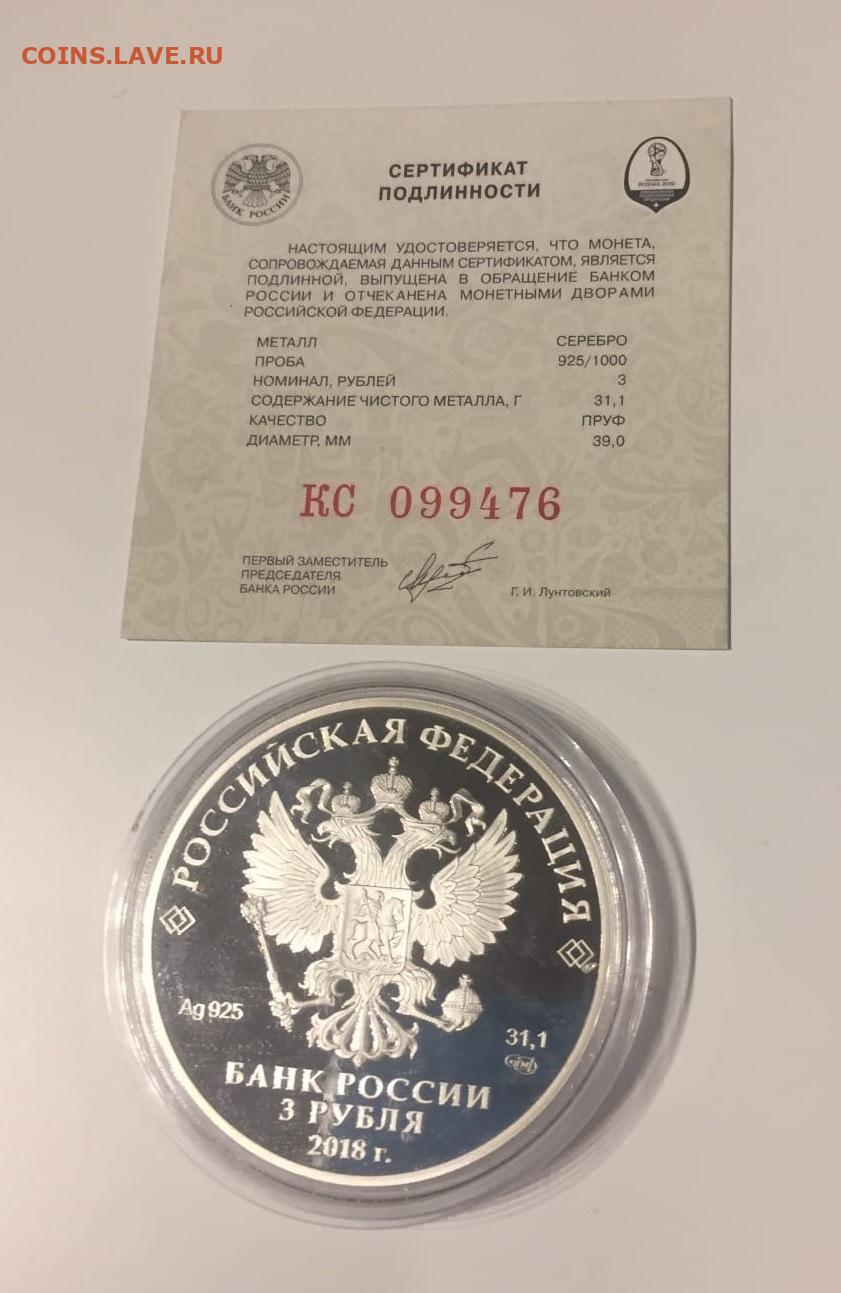 COINS.LAVE.RU
БАНК РОССИИ
СЕРТИФИКАТ
ПОДЛИННОСТИ
RUSSIA 2018
НАСТОЯЩИМ УДОСТОВЕРЯЕТСЯ, ЧТО МОНЕТА,
СОПРОВОЖДАЕМАЯ ДАННЫМ СЕРТИФИКАТОМ, ЯВЛЯЕТСЯ
ПОДЛИННОЙ, ВЫПУЩЕНА В ОБРАЩЕНИЕ БАНКОМ
РОССИИ И ОТЧЕКАНЕНА МОНЕТНЫМИ ДВОРАМИ
РОССИЙСКОЙ ФЕДЕРАЦИИ.
МЕТАЛЛ СЕРЕБРО
ПРОБА 925/1000
НОМИНАЛ, РУБЛЕЙ 3
СОДЕРЖАНИЕ ЧИСТОГО МЕТАЛЛА, Г 31,1
КАЧЕСТВО ПРУФ
ДИАМЕТР, ММ 39,0
КС 099476
ПЕРВЫЙ ЗАМЕСТИТЕЛЬ
ПРЕДСЕДАТЕЛЯ
БАНКА РОССИИ
Г. И. Лунтовский
РОССИЙСКАЯ ФЕДЕРАЦИЯ
Ag 925
31,1
БАНК РОССИИ
3 РУБЛЯ
2018 г.